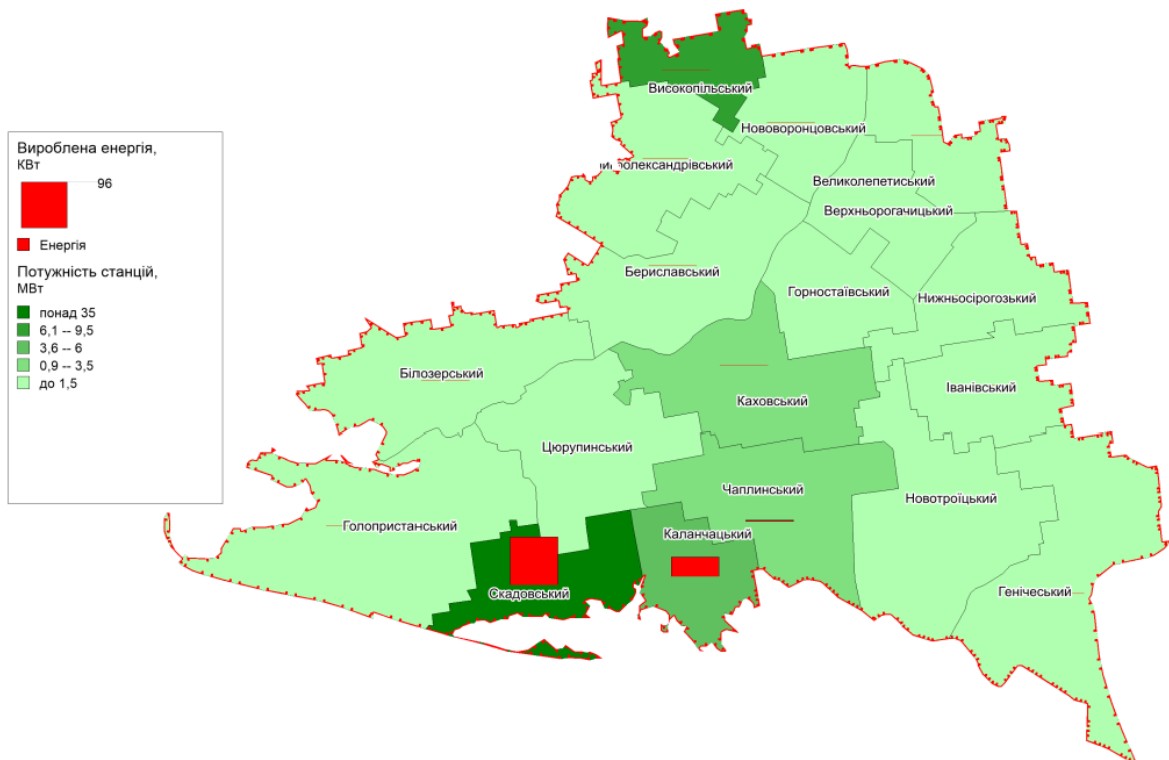 Вироблена енергія,
КВт
96
Енергія
Потужність станцій,
МВт
понад 35
6,1 -- 9,5
3,6 -- 6
0,9 -- 3,5
до 1,5
Високопільський
Нововоронцовський
Великолепетиський
Верхньорогачицький
Бериславський
Горностаївський
Нижньосірогозький
Білозерський
Іванівський
Каховський
Цюрупинський
Чаплинський
Новотроїцький
Голопристанський
Каланчацький
Скадовський
Генічеський